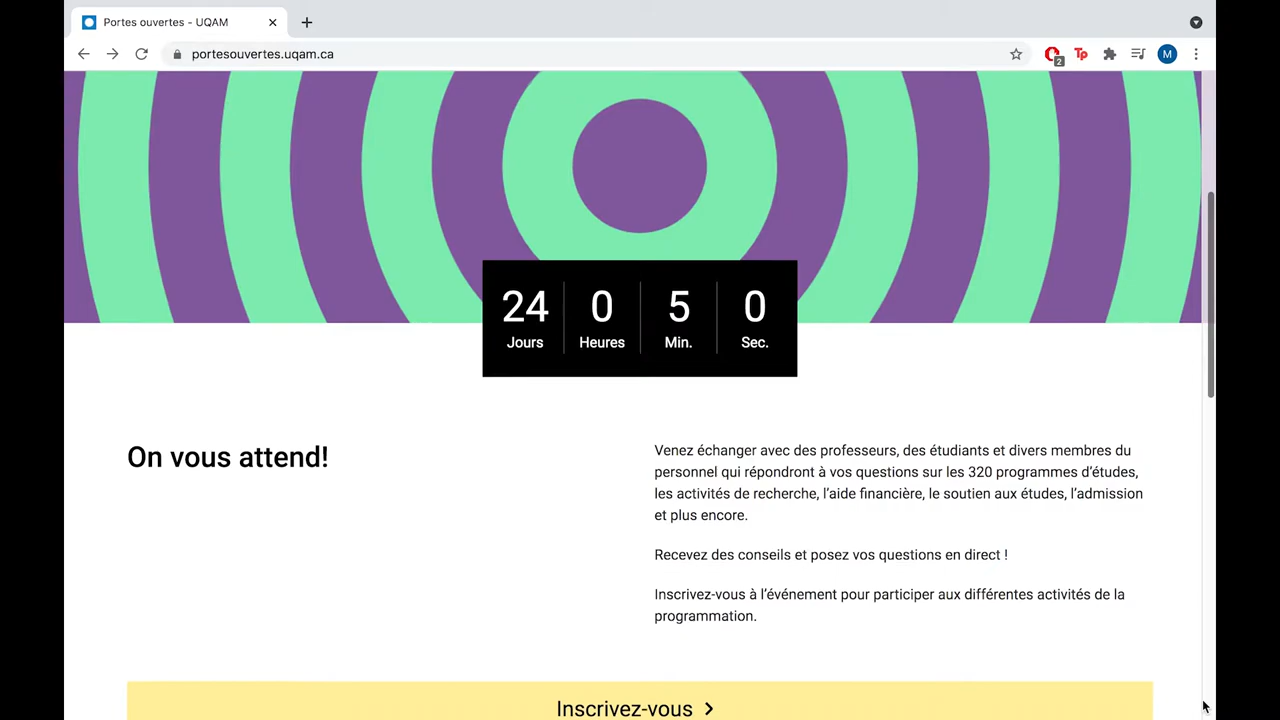 Portes ouvertes - UQAM
portesouvertes.uqam.ca
2
Tp
M
24 0 5 0
Jours Heures Min. Sec.
On vous attend!
Venez échanger avec des professeurs, des étudiants et divers membres du
personnel qui répondront à vos questions sur les 320 programmes d’études,
les activités de recherche, l’aide financière, le soutien aux études, l’admission
et plus encore.
Recevez des conseils et posez vos questions en direct !
Inscrivez-vous à l’événement pour participer aux différentes activités de la
programmation.
Inscrivez-vous